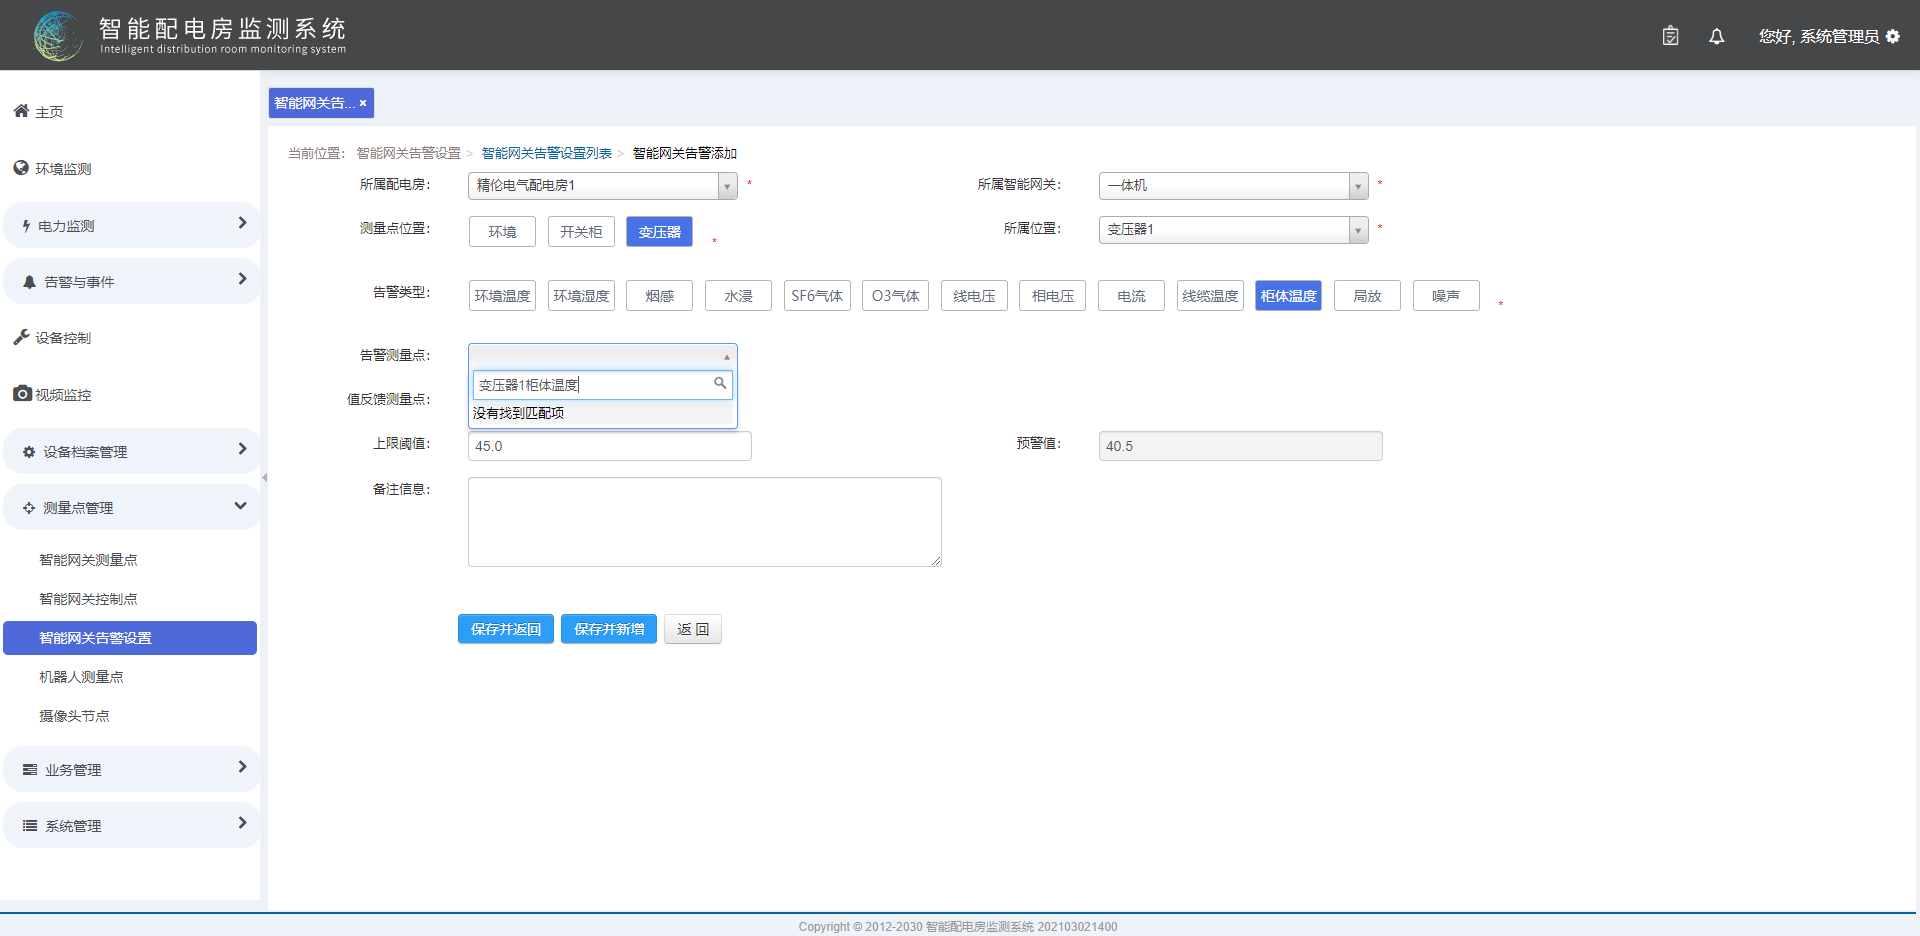 智能配电房监测系统
Intelligent distribution room monitoring system
您好, 系统管理员
主页
环境监测
电力监测
告警与事件
设备控制
视频监控
设备档案管理
测量点管理
智能网关测量点
智能网关控制点
智能网关告警设置
机器人测量点
摄像头节点
业务管理
系统管理
智能网关告... ×
当前位置: 智能网关告警设置 > 智能网关告警设置列表 > 智能网关告警添加
所属配电房: 精伦电气配电房1 * 所属智能网关: 一体机 *
测量点位置: 环境 开关柜 变压器 * 所属位置: 变压器1 *
告警类型: 环境温度 环境湿度 烟感 水浸 SF6气体 O3气体 线电压 相电压 电流 线缆温度 柜体温度 局放 噪声 *
告警测量点:
变压器1柜体温度
值反馈测量点:
没有找到匹配项
上限阈值: 45.0 预警值: 40.5
备注信息:
保存并返回 保存并新增 返 回
Copyright © 2012-2030 智能配电房监测系统 202103021400